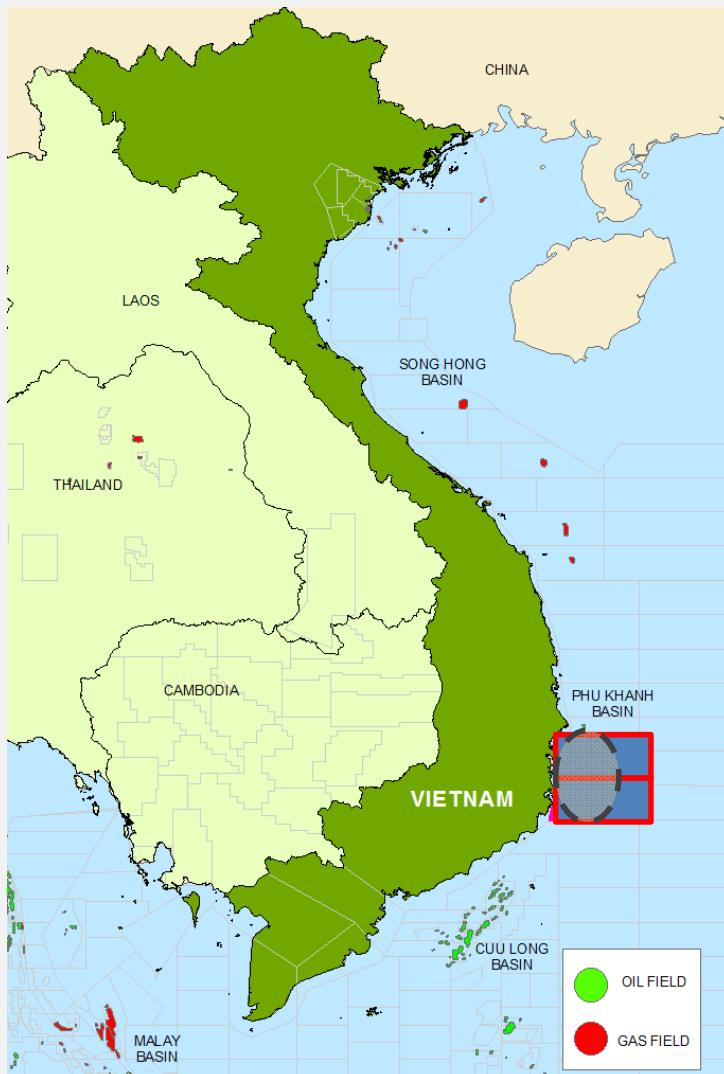 CHINA
LAOS
SONG HONG
BASIN
THAILAND
CAMBODIA
PHU KHANH
BASIN
VIETNAM
CUU LONG
BASIN
OIL FIELD
MALAY
BASIN
GAS FIELD